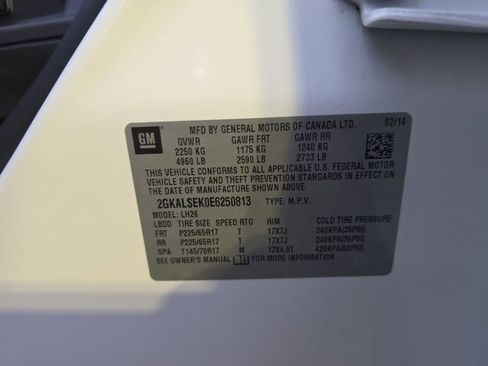 MFD BY GENERAL MOTORS OF CANADA LTD. 02/14
GM
GVWR GAWR FRT GAWR RR
2250 KG 1175 KG 1240 KG
4960 LB 2590 LB 2733 LB
THIS VEHICLE CONFORMS TO ALL APPLICABLE U.S. FEDERAL MOTOR
VEHICLE SAFETY, BUMPER, AND THEFT PREVENTION STANDARDS IN
EFFECT ON THE DATE OF MANUFACTURE SHOWN ABOVE.
2GKALSEK0E6250813 TYPE: M.P.V.
MODEL: LH26
LBD TIRE SIZE SPEED RTG RIM COLD TIRE PRESSURE
FRT P225/65R17 T 17X7J 240KPA(35PSI)
RR P225/65R17 T 17X7J 240KPA(35PSI)
SPA T145/70R17 M 17X4.5T 420KPA(60PSI)
SEE OWNER'S MANUAL FOR MORE INFORMATION.